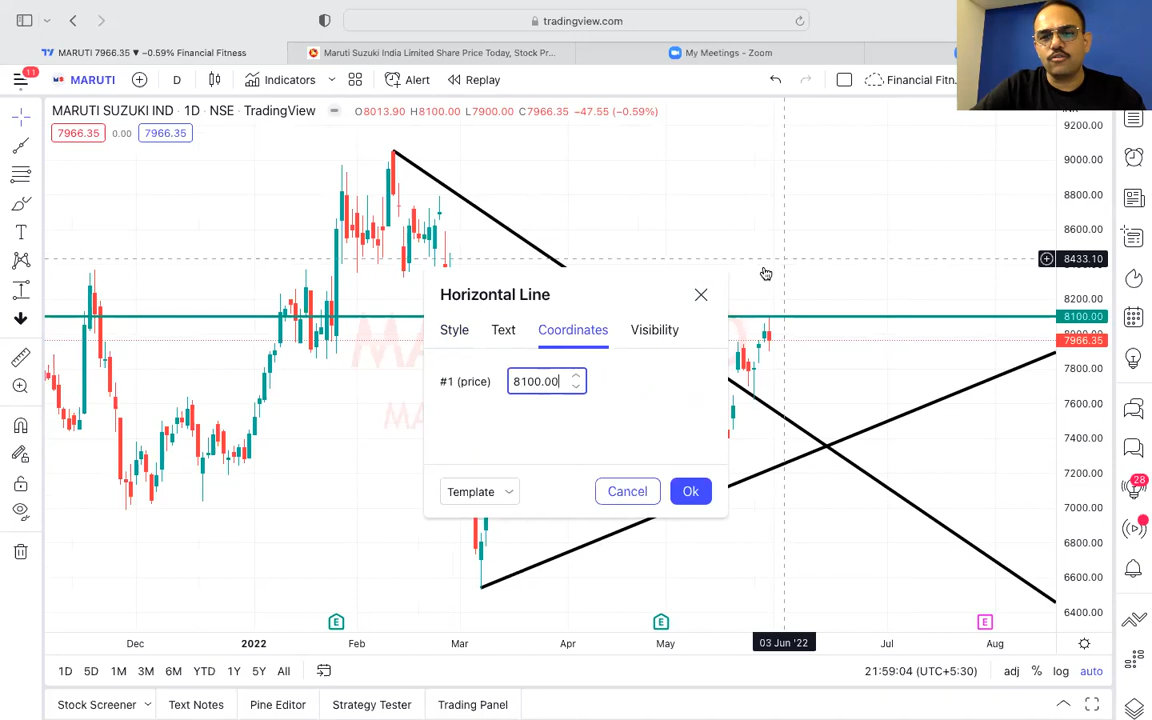 tradingview.com
MARUTI 7966.35 ▼ −0.59% Financial Fitness
Maruti Suzuki India Limited Share Price Today, Stock Pr...
My Meetings - Zoom
11
MARUTI
D
Indicators
Alert
Replay
Financial Fitn..
MARUTI SUZUKI IND · 1D · NSE · TradingView
O8013.90 H8100.00 L7900.00 C7966.35 −47.55 (−0.59%)
7966.35 0.00 7966.35
9200.00
9000.00
8800.00
8600.00
8433.10
8200.00
8100.00
8000.00
7966.35
7800.00
7600.00
7400.00
7200.00
7000.00
6800.00
6600.00
6400.00
Horizontal Line
Style Text Coordinates Visibility
#1 (price) 8100.00
Template Cancel Ok
28
E E E
Dec 2022 Feb Mar Apr May 03 Jun '22 Jul Aug
1D 5D 1M 3M 6M YTD 1Y 5Y All
21:59:04 (UTC+5:30) adj % log auto
Stock Screener Text Notes Pine Editor Strategy Tester Trading Panel